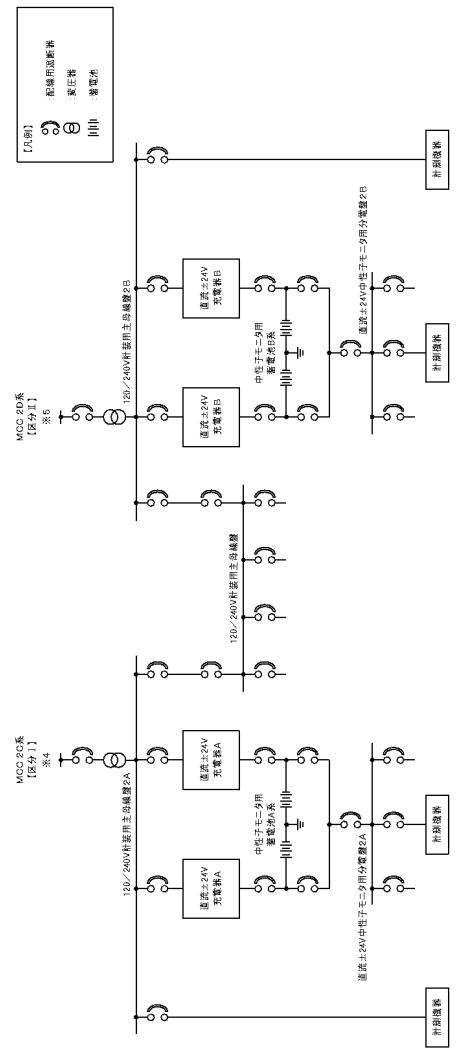 【凡例】
:配線用遮断器
:変圧器
:蓄電池
MCC 2C系
【区分Ⅰ】
※4
MCC 2D系
【区分Ⅱ】
※5
120/240V計装用主母線盤2A
120/240V計装用主母線盤2B
120/240V計装用主母線盤
直流±24V
充電器A
直流±24V
充電器A
直流±24V
充電器B
直流±24V
充電器B
中性子モニタ用
蓄電池A系
中性子モニタ用
蓄電池B系
直流±24V中性子モニタ用分電盤2A
直流±24V中性子モニタ用分電盤2B
計測機器
計測機器
計測機器
計測機器